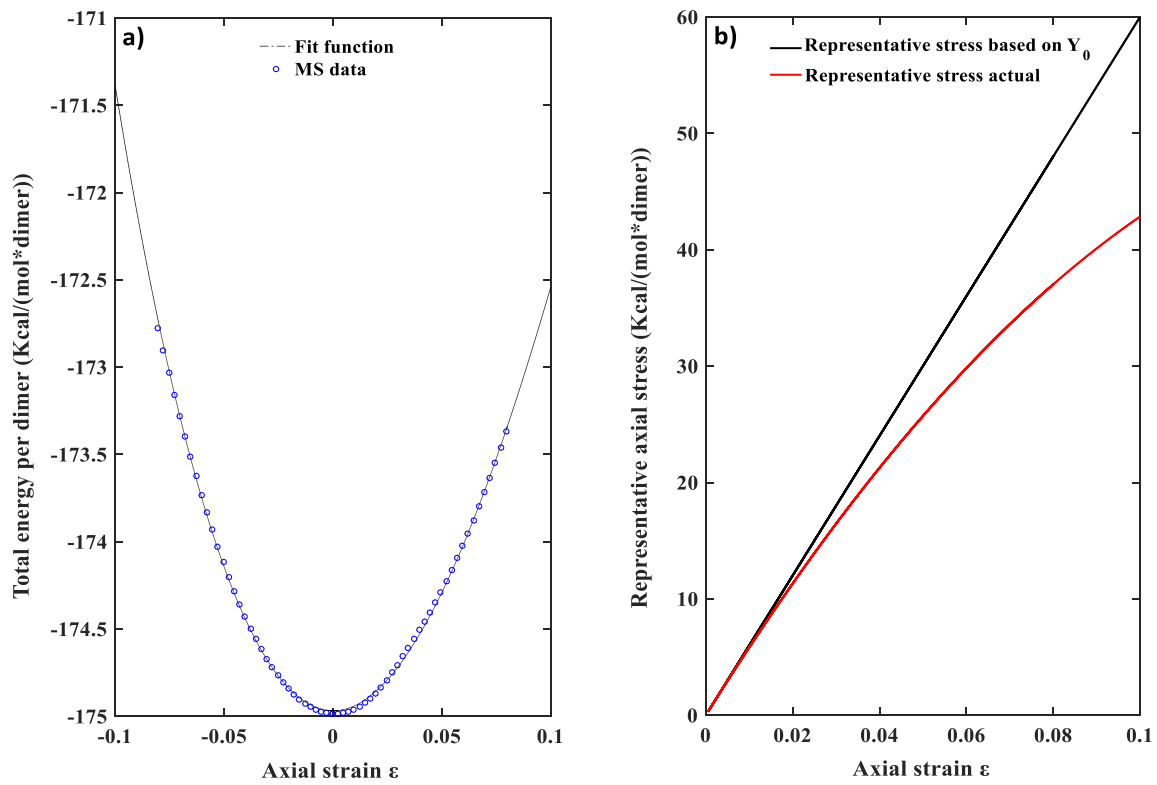 a)
Fit function
MS data
-171
-171.5
-172
-172.5
-173
-173.5
-174
-174.5
-175
-0.1
-0.05
0
0.05
0.1
Axial strain ε
Total energy per dimer (Kcal/(mol*dimer))
b)
Representative stress based on Y_0
Representative stress actual
60
50
40
30
20
10
0
0
0.02
0.04
0.06
0.08
0.1
Axial strain ε
Representative axial stress (Kcal/(mol*dimer))